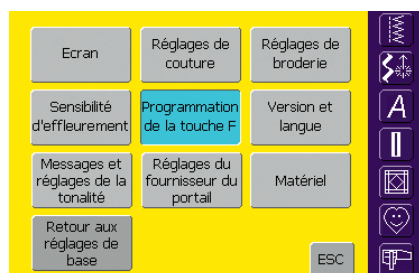 Ecran
Réglages de
couture
Réglages de
broderie
Sensibilité
d'effleurement
Programmation
de la touche F
Version et
langue
Messages et
réglages de la
tonalité
Réglages du
fournisseur du
portail
Matériel
Retour aux
réglages de
base
ESC
A